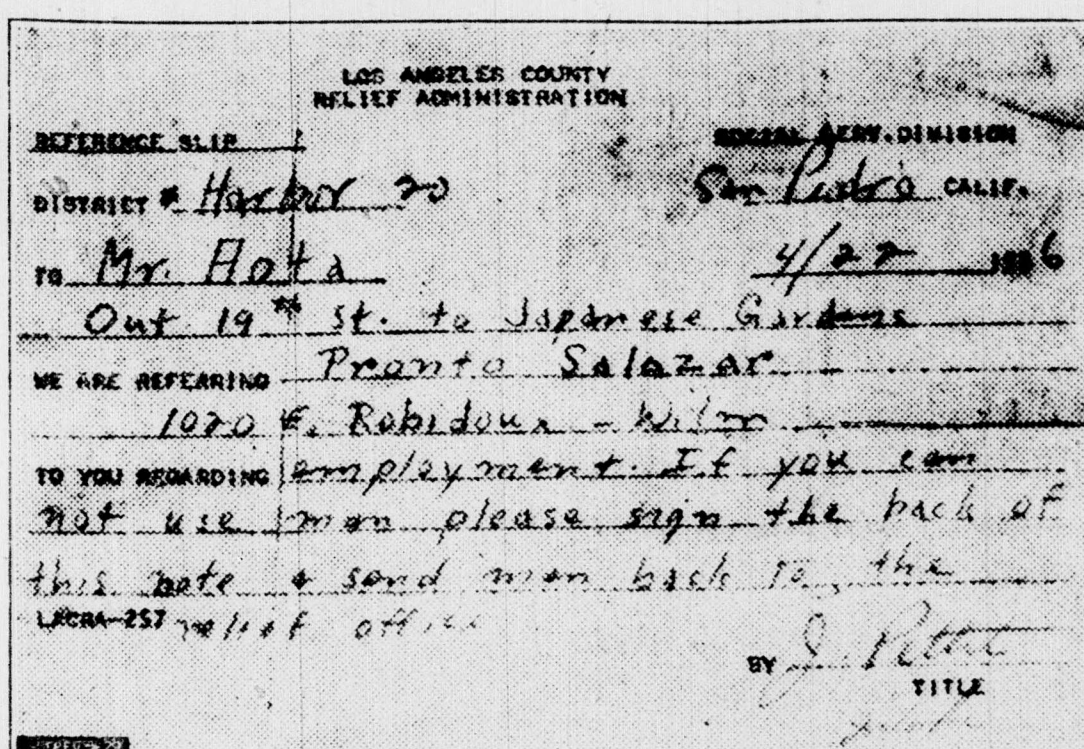 LOS ANGELES COUNTY
RELIEF ADMINISTRATION
REFERENCE SLIP
SOCIAL SERV. DIVISION
DISTRICT * Harbor 20
San Pedro CALIF.
TO Mr. Hota
4/22 1936
Out 19th St. to Japanese Gardens
WE ARE REFERRING Pronto Salazar
1020 E. Robidoux - Wilm
TO YOU REGARDING employment. If you can
not use man please sign the back of
this note & send man back to the
LACRA-257 relief office
BY J.
TITLE